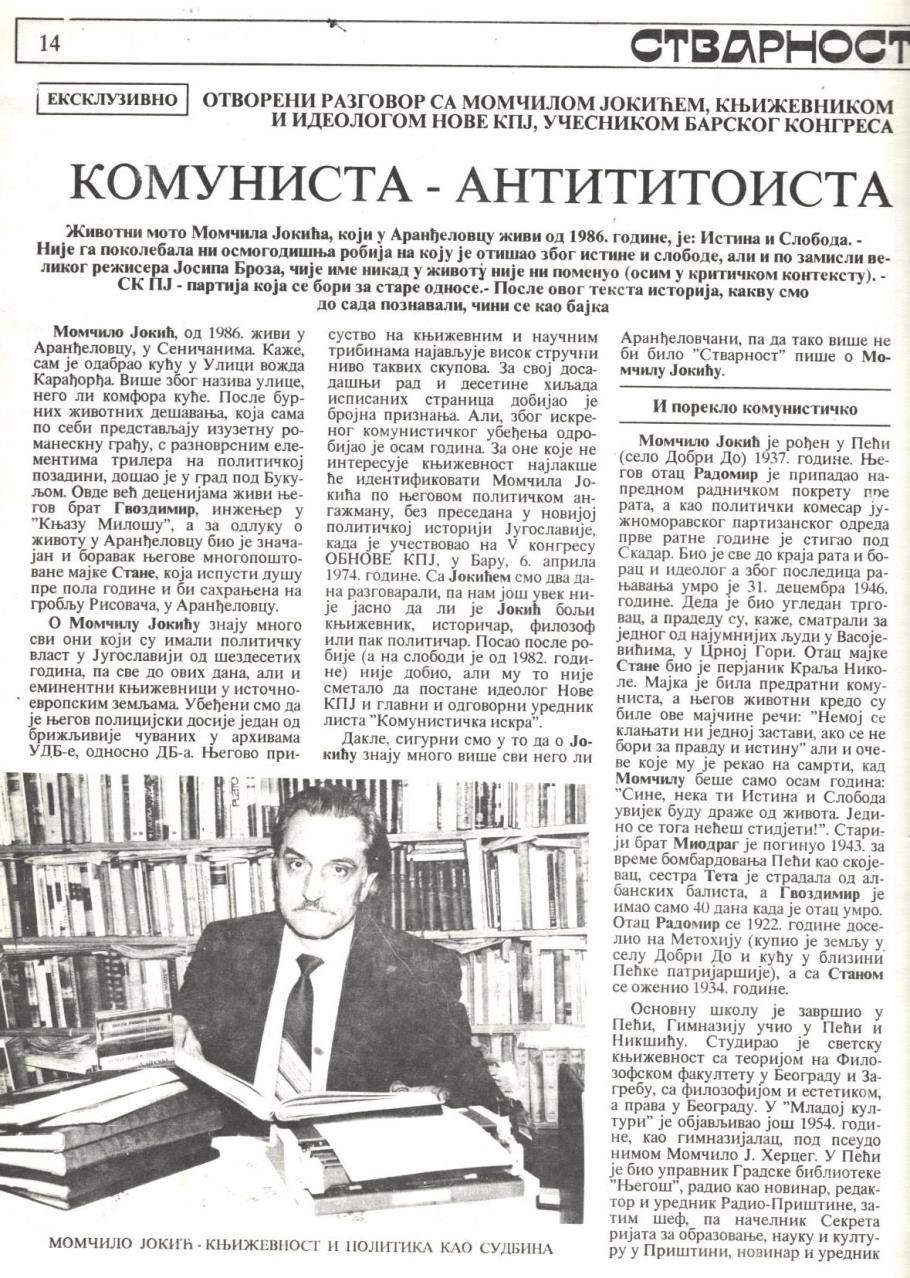 14
СТВАРНОСТ
ЕКСКЛУЗИВНО
ОТВОРЕНИ РАЗГОВОР СА МОМЧИЛОМ ЈОКИЋЕМ, КЊИЖЕВНИКОМ
И ИДЕОЛОГОМ НОВЕ КПЈ, УЧЕСНИКОМ БАРСКОГ КОНГРЕСА
КОМУНИСТА - АНТИТИТОИСТА
Животни мото Момчила Јокића, који у Аранђеловцу живи од 1986. године, је: Истина и Слобода. -
Није га поколебала ни осмогодишња робија на коју је отишао због истине и слободе, али и по замисли ве-
ликог режисера Јосипа Броза, чије име никад у животу није ни поменуо (осим у критичком контексту). -
СК ПЈ - партија која се бори за старе односе.- После овог текста историја, какву смо
до сада познавали, чини се као бајка
Момчило Јокић, од 1986. живи у
Аранђеловцу, у Сеничанима. Каже,
сам је одабрао кућу у Улици вожда
Карађорђа. Више због назива улице,
него ли комфора куће. После бур-
них животних дешавања, која сама
по себи представљају изузетну ро-
манескну грађу, с разноврсним еле-
ментима трилера на политичкој
позадини, дошао је у град под Буку-
љом. Овде већ деценијама живи ње-
гов брат Гвоздимир, инжењер у
"Књазу Милошу", а за одлуку о
животу у Аранђеловцу био је знача-
јан и боравак његове многопошто-
ване мајке Стане, која испусти душу
пре пола године и би сахрањена на
гробљу Рисовача, у Аранђеловцу.
О Момчилу Јокићу знају много
сви они који су имали политичку
власт у Југославији од шездесетих
година, па све до ових дана, али и
еминентни књижевници у источно-
европским земљама. Убеђени смо да
је његов полицијски досије један од
брижљивије чуваних у архивама
УДБ-е, односно ДБ-а. Његово при-
суство на књижевним и научним
трибинама најављује висок стручни
ниво таквих скупова. За свој доса-
дашњи рад и десетине хиљада
исписаних страница добијао је
бројна признања. Али, због искре-
ног комунистичког убеђења одро-
бијао је осам година. За оне које не
интересује књижевност најлакше
ће идентификовати Момчила Јо-
кића по његовом политичком ан-
гажману, без преседана у новијој
политичкој историји Југославије,
када је учествовао на V конгресу
ОБНОВЕ КПЈ, у Бару, 6. априла
1974. године. Са Јокићем смо два да-
на разговарали, па нам још увек ни-
је јасно да ли је Јокић бољи
књижевник, историчар, филозоф
или пак политичар. Посао после ро-
бије (а на слободи је од 1982. годи-
не) није добио, али му то није
сметало да постане идеолог Нове
КПЈ и главни и одговорни уредник
листа "Комунистичка искра".
Дакле, сигурни смо у то да о Јо-
кићу знају много више сви него ли
Аранђеловчани, па да тако више не
би било "Стварност" пише о Мо-
мчилу Јокићу.
И порекло комунистичко
Момчило Јокић је рођен у Пећи
(село Добри До) 1937. године. Ње-
гов отац Радомир је припадао на-
предном радничком покрету пре
рата, а као политички комесар ју-
жноморавског партизанског одреда
прве ратне године је стигао под
Скадар. Био је све до краја рата и бо-
рац и идеолог а због последица ра-
њавања умро је 31. децембра 1946.
године. Деда је био угледан трго-
вац, а прадеду су, каже, сматрали за
једног од најумнијих људи у Васоје-
вићима, у Црној Гори. Отац мајке
Стане био је перјаник Краља Нико-
ле. Мајка је била предратни кому-
ниста, а његов животни кредо су
биле ове мајчине речи: "Немој се
клањати ни једној застави, ако се не
бори за правду и истину" али и оче-
ве које му је рекао на самрти, кад
Момчилу беше само осам година:
"Сине, нека ти Истина и Слобода
увијек буду драже од живота. Једи-
но се тога нећеш стидјети!". Стари-
ји брат Миодраг је погинуо 1943. за
време бомбардовања Пећи као скоје-
вац, сестра Тета је страдала од ал-
банских балиста, а Гвоздимир је
имао само 40 дана када је отац умро.
Отац Радомир се 1922. године досе-
лио на Метохију (купио је земљу у
селу Добри До и кућу у близини
Пећке патријаршије), а са Станом
се оженио 1934. године.
Основну школу је завршио у
Пећи, Гимназију учио у Пећи и
Никшићу. Студирао је светску
књижевност са теоријом на Фило-
зофском факултету у Београду и За-
гребу, са филозофијом и естетиком,
а права у Београду. У "Младој кул-
тури" је објављивао још 1954. годи-
не, као гимназијалац, под псеудо
нимом Момчило Ј. Херцег. У Пећи
је био управник Градске библиотеке
"Његош", радио као новинар, редак-
тор и уредник Радио-Приштине, за-
тим шеф, па начелник Секрета
ријата за образовање, науку и култу-
ру у Приштини, новинар и уредник
МОМЧИЛО ЈОКИЋ - КЊИЖЕВНОСТ И ПОЛИТИКА КАО СУДБИНА